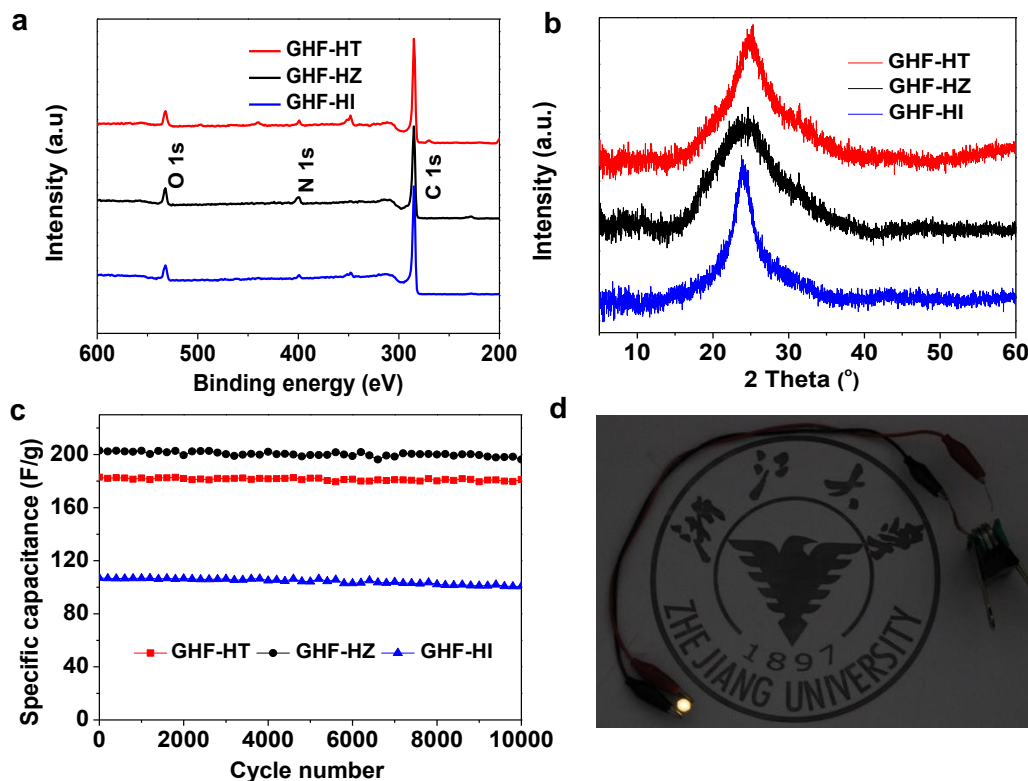 a
GHF-HT
GHF-HZ
GHF-HI
O 1s
N 1s
C 1s
Intensity (a.u)
600 500 400 300 200
Binding energy (eV)
b
GHF-HT
GHF-HZ
GHF-HI
Intensity (a.u.)
10 20 30 40 50 60
2 Theta (°)
c
Specific capacitance (F/g)
200
160
120
80
40
0
GHF-HT GHF-HZ GHF-HI
0 2000 4000 6000 8000 10000
Cycle number
d
浙江大學
1897
ZHEJIANG UNIVERSITY